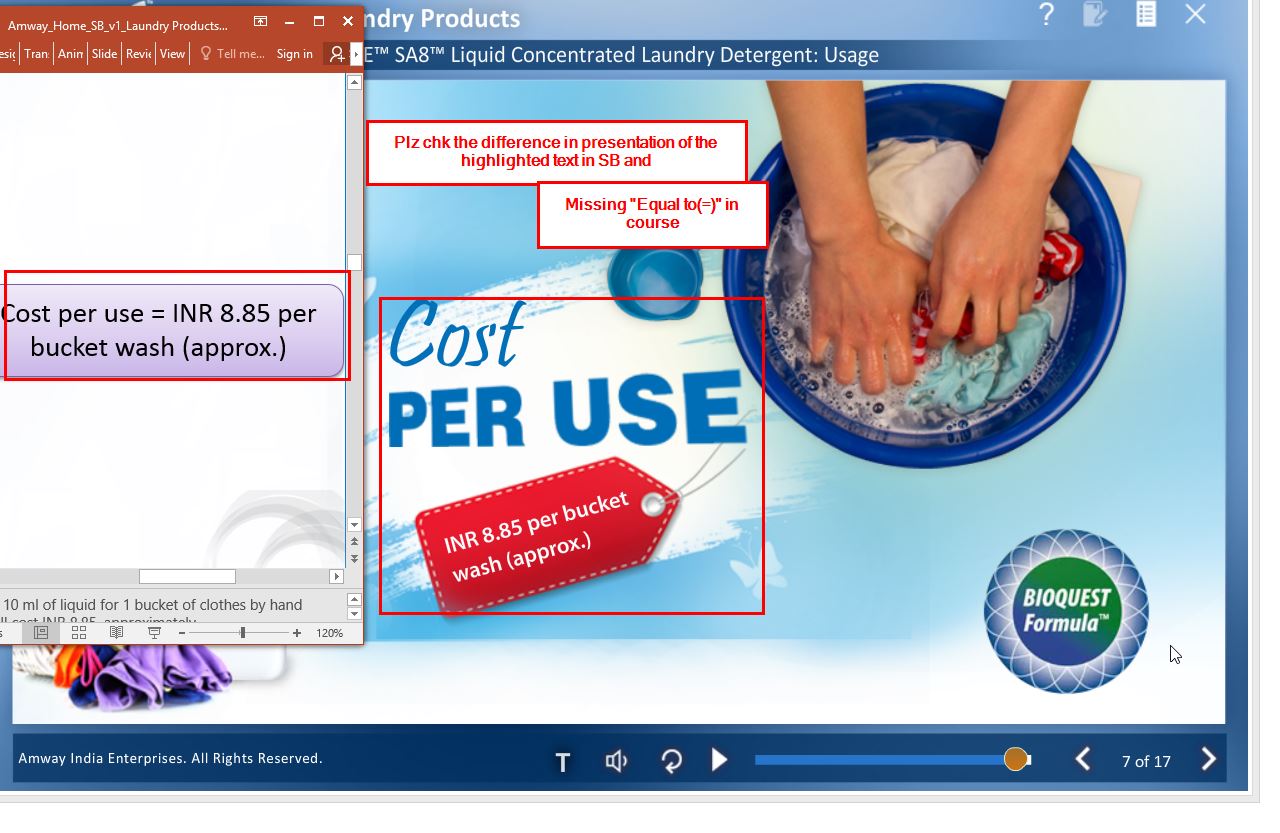 Amway_Home_SB_v1_Laundry Products...
Tran
Anin
Slide
Revie
View
Tell me...
Sign in
ndry Products
E™ SA8™ Liquid Concentrated Laundry Detergent: Usage
?
Plz chk the difference in presentation of the
highlighted text in SB and
Missing "Equal to(=)" in
course
Cost per use = INR 8.85 per
bucket wash (approx.)
Cost
PER USE
INR 8.85 per bucket
wash (approx.)
BIOQUEST
Formula™
10 ml of liquid for 1 bucket of clothes by hand
cost INR 8.85, approximately
120%
Amway India Enterprises. All Rights Reserved.
T
7 of 17